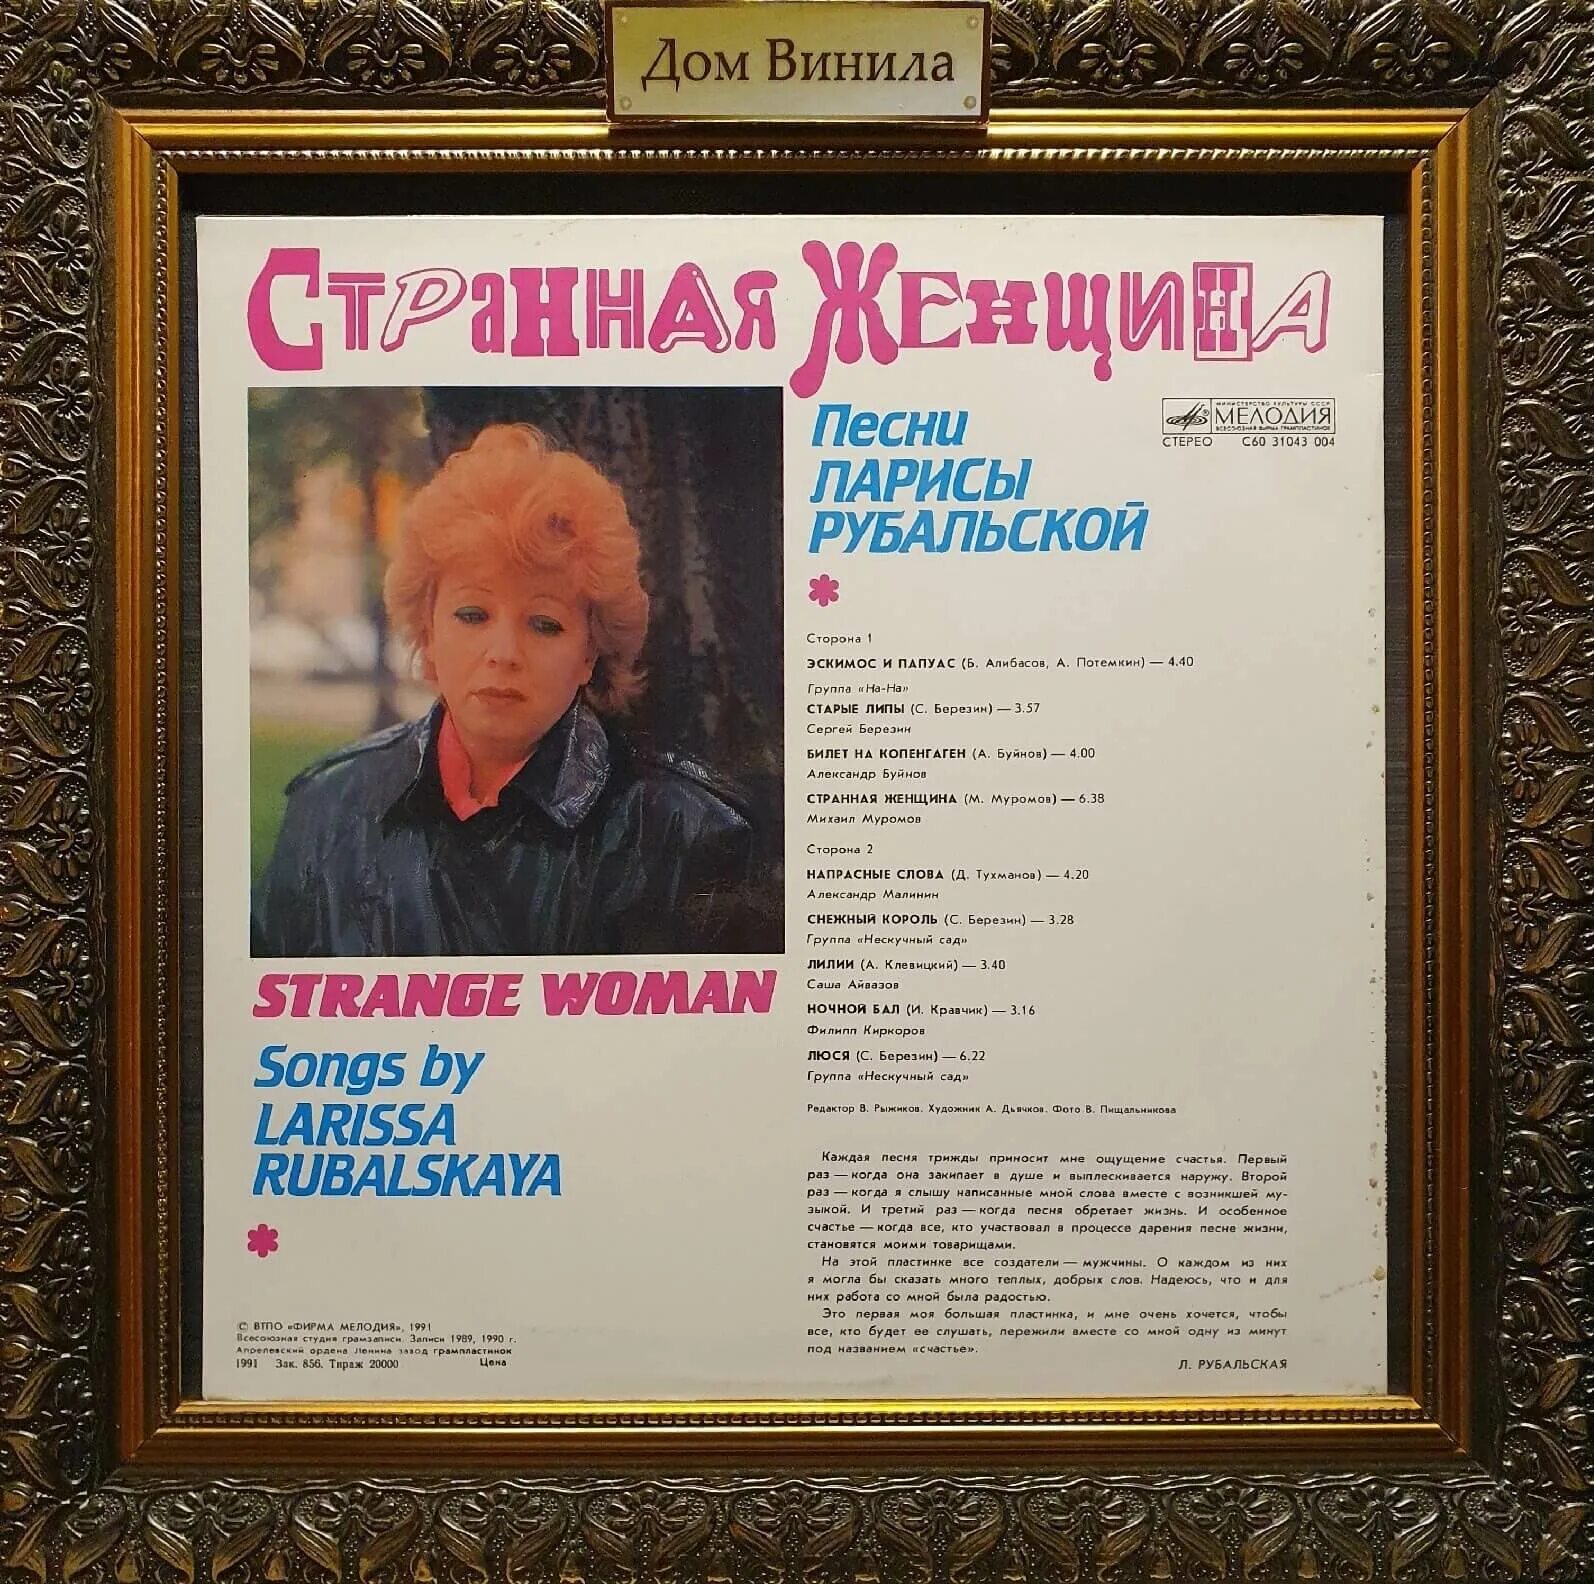 Дом Винила
Странная Женщина
Песни
ЛАРИСЫ
РУБАЛЬСКОЙ
МИНИСТЕРСТВО КУЛЬТУРЫ СССР
МЕЛОДИЯ
ВСЕСОЮЗНАЯ ФИРМА ГРАМПЛАСТИНОК
СТЕРЕО С60 31043 004
Сторона 1
ЭСКИМОС И ПАПУАС (Б. Алибасов, А. Потемкин) — 4.40
Группа «На-На»
СТАРЫЕ ЛИПЫ (С. Березин) — 3.57
Сергей Березин
БИЛЕТ НА КОПЕНГАГЕН (А. Буйнов) — 4.00
Александр Буйнов
СТРАННАЯ ЖЕНЩИНА (М. Муромов) — 6.38
Михаил Муромов
Сторона 2
НАПРАСНЫЕ СЛОВА (Д. Тухманов) — 4.20
Александр Малинин
СНЕЖНЫЙ КОРОЛЬ (С. Березин) — 3.28
Группа «Нескучный сад»
ЛИЛИИ (А. Клевицкий) — 3.40
Саша Айвазов
НОЧНОЙ БАЛ (И. Кравчик) — 3.16
Филипп Киркоров
ЛЮСЯ (С. Березин) — 6.22
Группа «Нескучный сад»
Редактор В. Рыжиков. Художник А. Дьячков. Фото В. Пищальникова
Каждая песня трижды приносит мне ощущение счастья. Первый
раз — когда она закипает в душе и выплескивается наружу. Второй
раз — когда я слышу написанные мной слова вместе с возникшей му-
зыкой. И третий раз — когда песня обретает жизнь. И особенное
счастье — когда все, кто участвовал в процессе дарения песне жизни,
становятся моими товарищами.
На этой пластинке все создатели — мужчины. О каждом из них
я могла бы сказать много теплых, добрых слов. Надеюсь, что и для
них работа со мной была радостью.
Это первая моя большая пластинка, и мне очень хочется, чтобы
все, кто будет ее слушать, пережили вместе со мной одну из минут
под названием «счастье».
Л. РУБАЛЬСКАЯ
STRANGE WOMAN
Songs by
LARISSA
RUBALSKAYA
© ВТПО «ФИРМА МЕЛОДИЯ», 1991
Всесоюзная студия грамзаписи. Записи 1989, 1990 г.
Апрелевский ордена Ленина завод грампластинок
1991 Зак. 856. Тираж 20000 Цена